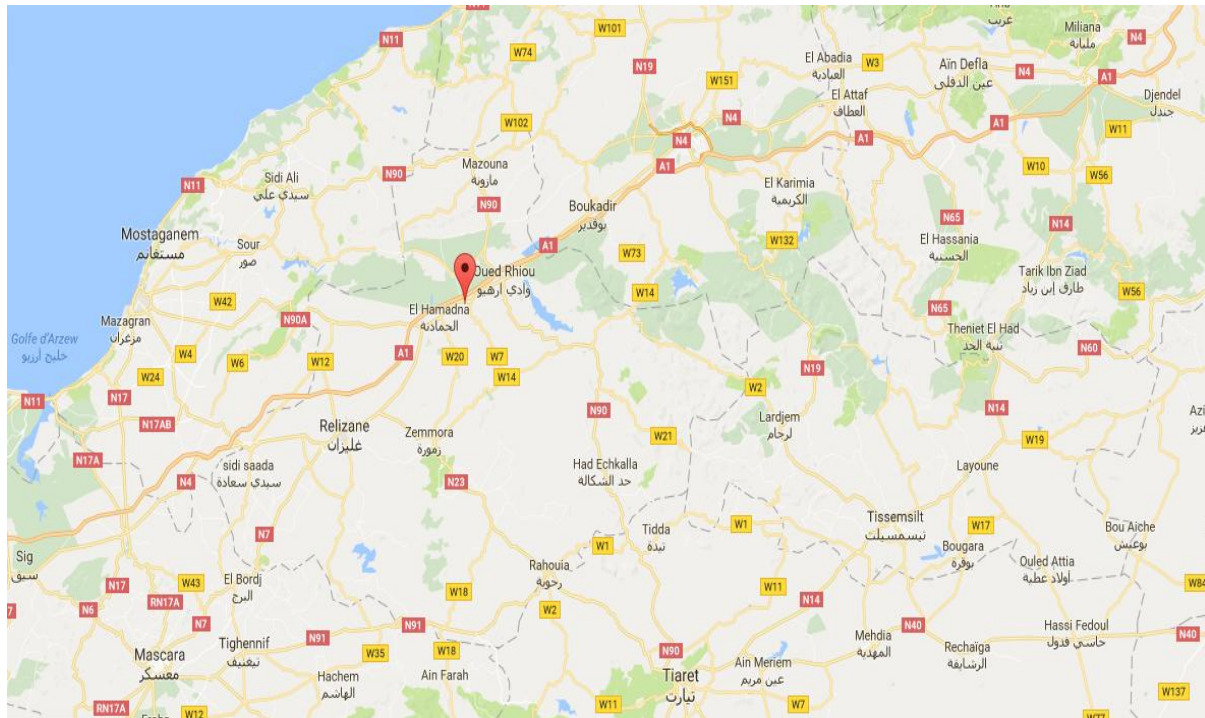 N11
W101
عريب
Miliana
مليانة
N4
N11
W74
N19
El Abadia
العبادية
W3
Aïn Defla
عين الدفلى
N4
A1
W151
El Attaf
العطاف
Djendel
جندل
W102
N4
N4
A1
A1
W11
Mazouna
مازونة
A1
W10
W56
N90
Sidi Ali
سيدي علي
N11
El Karimia
الكريمية
N90
Boukadir
بوقدير
N65
N14
Mostaganem
مستغانم
Sour
صور
A1
W73
W132
El Hassania
الحسنية
Oued Rhiou
وادي ارهيو
Tarik Ibn Ziad
طارق إبن زياد
W42
W14
W56
El Hamadna
الحمادنة
N65
Mazagran
مزغران
N90A
Golfe d'Arzew
خليج أرزيو
Theniet El Had
ثنية الحد
N60
W4
W6
W12
A1
W20
W7
W24
W14
N19
N11
N17
W2
N17AB
N90
Lardjem
لرجام
N14
Relizane
غليزان
Zemmora
زمورة
W21
W19
N17A
sidi saada
سيدي سعادة
N4
Had Echkalla
حد الشكالة
Layoune
N23
Tissemsilt
تيسمسيلت
N7
Tidda
تيدة
W1
W17
Bou Aiche
بوعيش
W1
Sig
سيق
Bougara
بوقرة
Rahouia
رحوية
Ouled Attia
أولاد عطية
N17
W43
El Bordj
البرج
W11
W84
RN17A
W18
N14
N6
N7
W2
Hassi Fedoul
حاسي فدول
Tighennif
تيغنيف
N91
N91
Mehdia
المهدية
N40
N40
Mascara
معسكر
W35
W18
N90
Rechaïga
الرشايقة
Hachem
الهاشم
Ain Farah
Tiaret
تيارت
Ain Meriem
عين مريم
W137
RN17A
W12
W11
W7